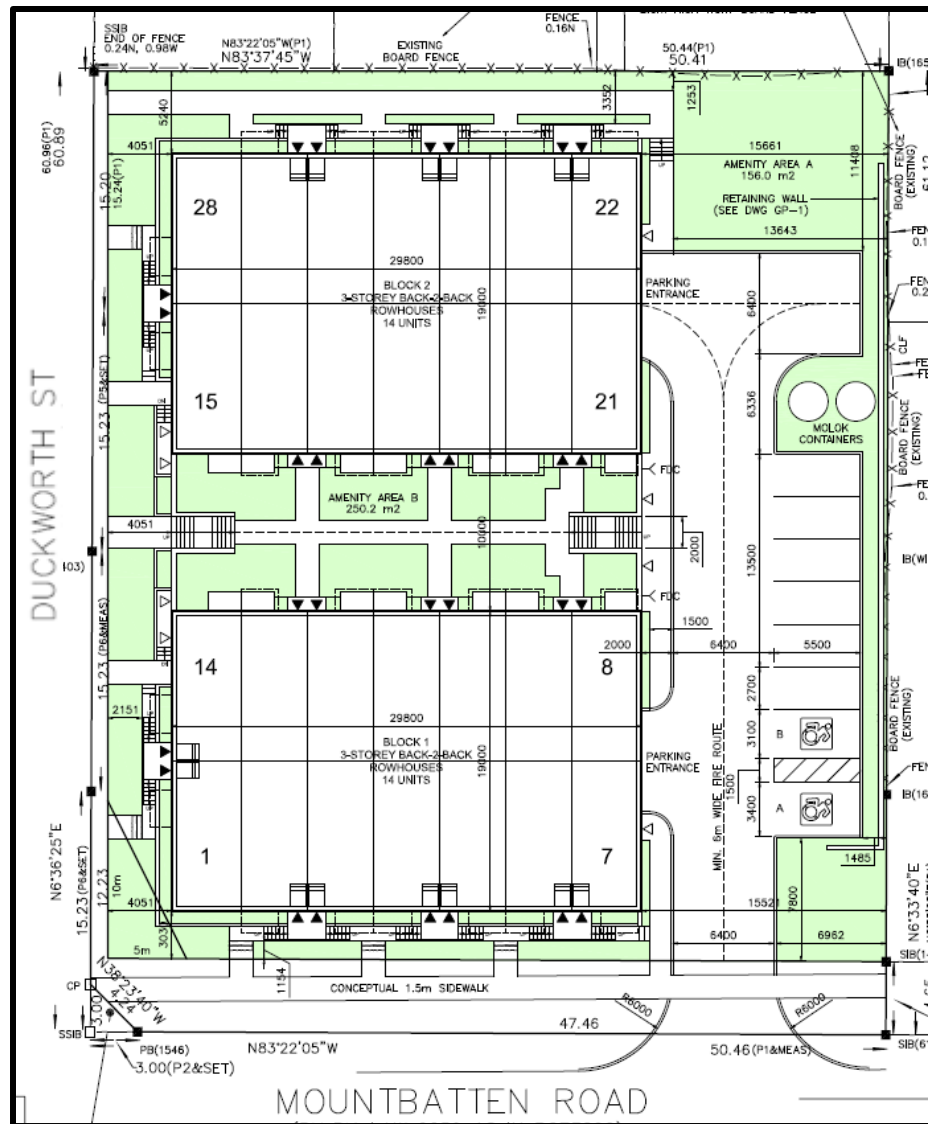 SSIB
END OF FENCE
0.24N, 0.98W
N83°22'05"W(P1)
N83°37'45"W
EXISTING
BOARD FENCE
FENCE
0.16N
50.44(P1)
50.41
60.96(P1)
60.89
15.20
15.24(P1)
4051
5240
3352
1253
15661
AMENITY AREA A
156.0 m2
RETAINING WALL
(SEE DWG GP-1)
13643
11408
BOARD FENCE
(EXISTING)
28
22
29800
BLOCK 2
3-STOREY BACK-2-BACK
ROWHOUSES
14 UNITS
19000
15
21
PARKING
ENTRANCE
6400
6336
CLF
MOLOK
CONTAINERS
BOARD FENCE
(EXISTING)
DUCKWORTH ST
15.23 (P5&SET)
FDC
AMENITY AREA B
250.2 m2
4051
10000
2000
13500
FDC
15.23 (P6&MEAS)
1500
2000
6400
5500
14
8
2151
29800
BLOCK 1
3-STOREY BACK-2-BACK
ROWHOUSES
14 UNITS
19000
1
7
PARKING
ENTRANCE
MIN. 6m WIDE FIRE ROUTE
2700
3100
B
1500
3400
A
BOARD FENCE
(EXISTING)
1485
N6°36'25"E
15.23 (P6&SET)
12.23
10m
4051
5m
15521
7800
6400
6962
N6°33'40"E
1154
CONCEPTUAL 1.5m SIDEWALK
CP
N38°23'40"W
4.24
3.00
SSIB
PB(1546)
3.00(P2&SET)
N83°22'05"W
47.46
R6000
R6000
50.46(P1&MEAS)
MOUNTBATTEN ROAD